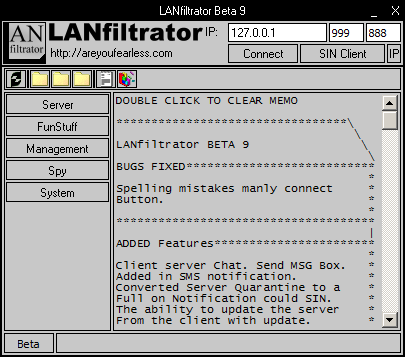 LANfiltrator Beta 9
_ X
AN
filtrator
LANfiltrator
IP:
127.0.0.1
999
888
http://areyoufearless.com
Connect
SIN Client
IP
Server
FunStuff
Management
Spy
System
DOUBLE CLICK TO CLEAR MEMO
********************************\
\
LANfiltrator BETA 9 \
\
BUGS FIXED**************************
*
Spelling mistakes manly connect *
Button. *
*
************************************
|
ADDED Features**********************
*
Client server Chat. Send MSG Box. *
Added in SMS notification. *
Converted Server Quarantine to a *
Full on Notification could SIN. *
The ability to update the server *
From the client with update. *
Beta